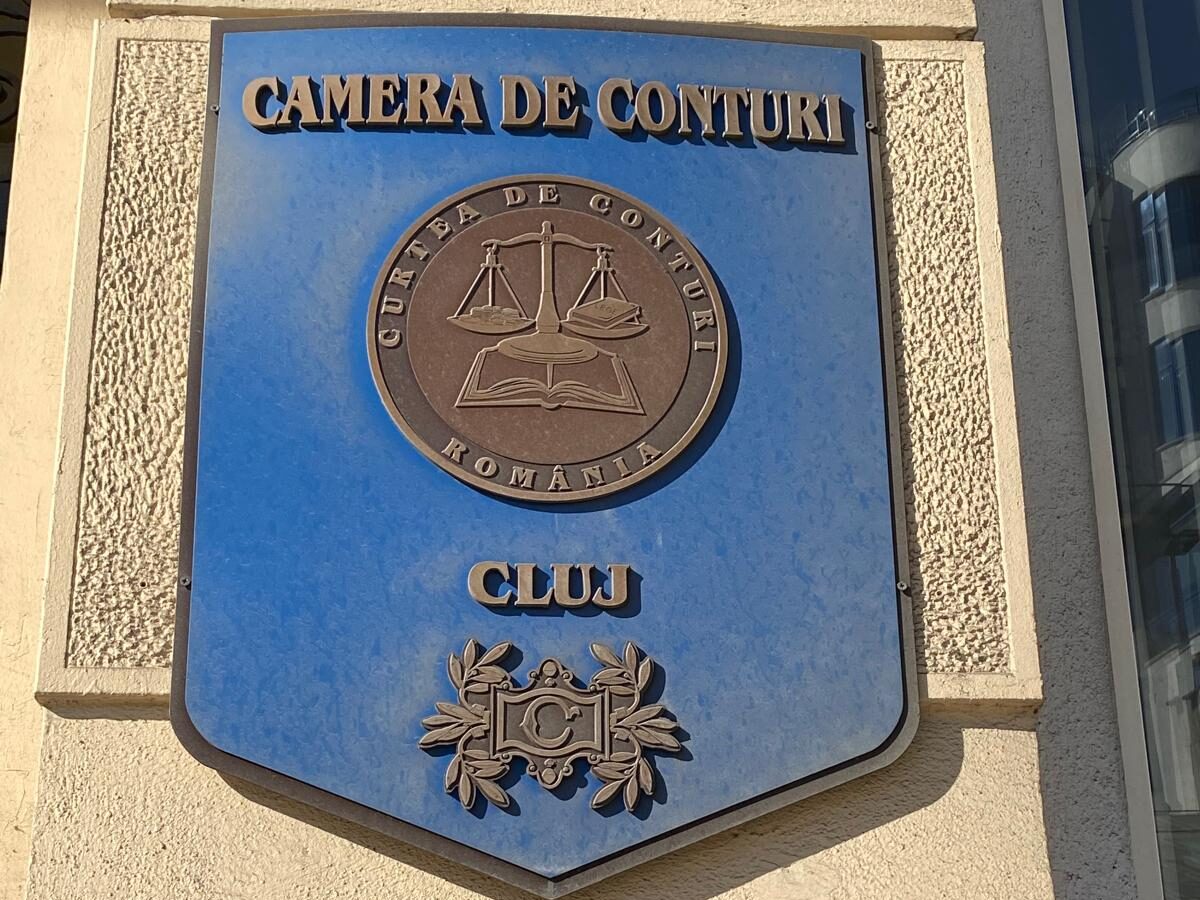 CAMERA DE CONTURI
CURTEA DE CONTURI
ROMÂNIA
CLUJ
C